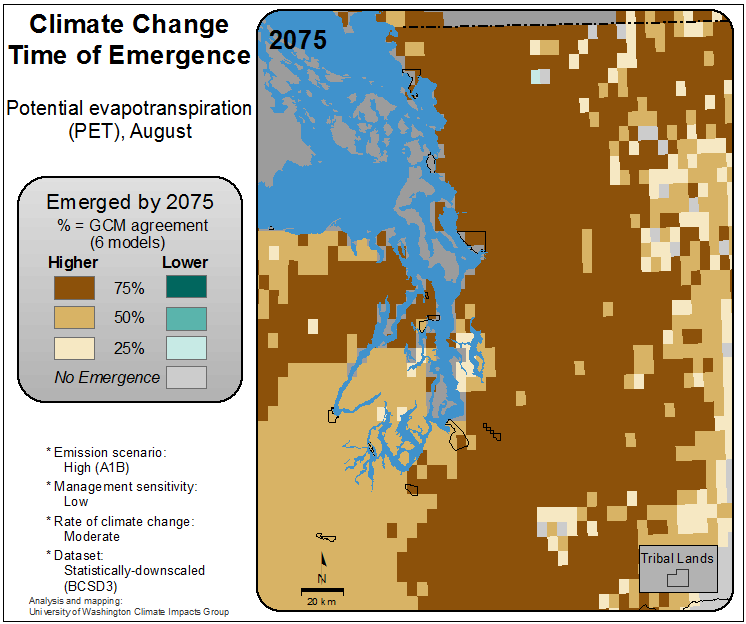 Climate Change
Time of Emergence
Potential evapotranspiration
(PET), August
Emerged by 2075
% = GCM agreement
(6 models)
Higher Lower
75%
50%
25%
No Emergence
* Emission scenario:
High (A1B)
* Management sensitivity:
Low
* Rate of climate change:
Moderate
* Dataset:
Statistically-downscaled
(BCSD3)
Analysis and mapping:
University of Washington Climate Impacts Group
2075
N
20 km
Tribal Lands